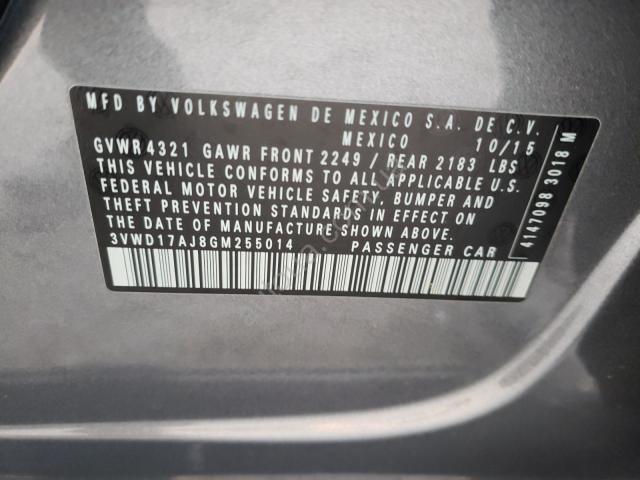 MFD BY VOLKSWAGEN DE MEXICO S.A. DE C.V.
MEXICO 10/15
GVWR 4321 GAWR FRONT 2249 / REAR 2183 LBS
THIS VEHICLE CONFORMS TO ALL APPLICABLE U.S.
FEDERAL MOTOR VEHICLE SAFETY, BUMPER AND
THEFT PREVENTION STANDARDS IN EFFECT ON
THE DATE OF MANUFACTURE SHOWN ABOVE.
3VWD17AJ8GM255014 PASSENGER CAR
4147098 3018 M